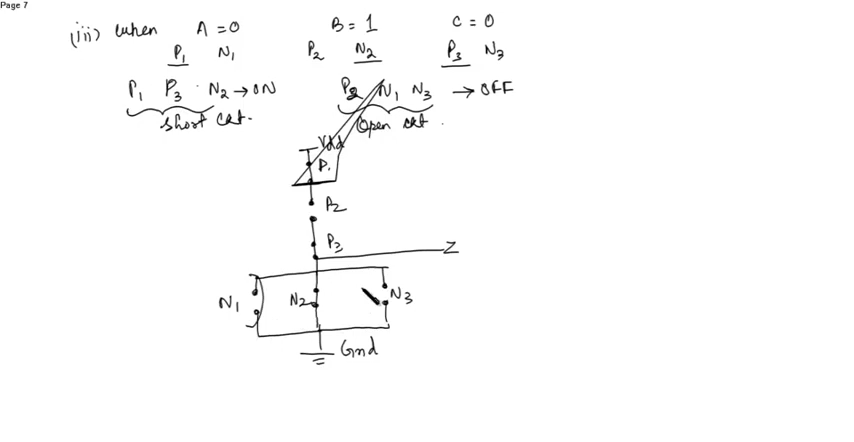 Page 7
(iii) when A = 0 B = 1 C = 0
P1 N1 P2 N2 P3 N3
P1 P3 N2 → ON P2 N1 N3 → OFF
Short ckt. Open ckt.
Vdd
P1
P2
P3 Z
N1 N2 N3
Gnd